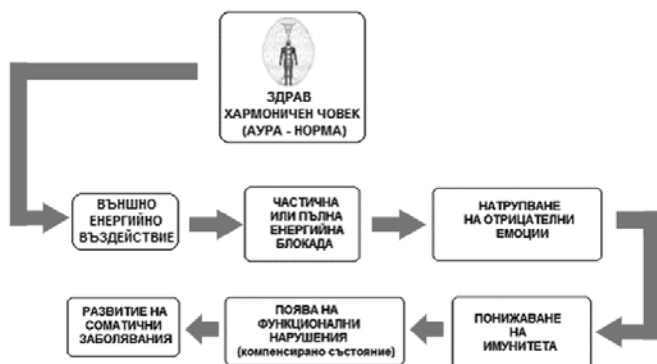 ЗДРАВ
ХАРМОНИЧЕН ЧОВЕК
(АУРА - НОРМА)
ВЪНШНО
ЕНЕРГИЙНО
ВЪЗДЕЙСТВИЕ
ЧАСТИЧНА
ИЛИ ПЪЛНА
ЕНЕРГИЙНА
БЛОКАДА
НАТРУПВАНЕ
НА ОТРИЦАТЕЛНИ
ЕМОЦИИ
ПОНИЖАВАНЕ
НА
ИМУНИТЕТА
ПОЯВА НА
ФУНКЦИОНАЛНИ
НАРУШЕНИЯ
(компенсирано състояние)
РАЗВИТИЕ НА
СОМАТИЧНИ
ЗАБОЛЯВАНИЯ